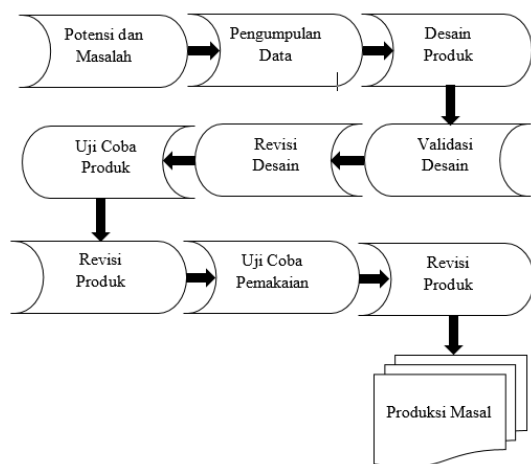 Potensi dan
Masalah
Pengumpulan
Data
Desain
Produk
Uji Coba
Produk
Revisi
Desain
Validasi
Desain
Revisi
Produk
Uji Coba
Pemakaian
Revisi
Produk
Produksi Masal